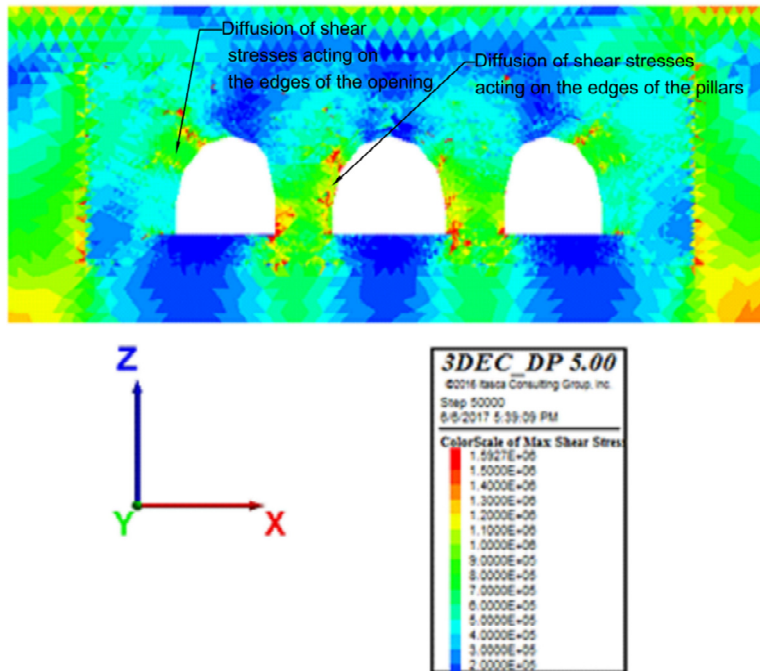 Diffusion of shear
stresses acting on
the edges of the opening
Diffusion of shear stresses
acting on the edges of the pillars
Z
Y
X
3DEC_DP 5.00
©2016 Itasca Consulting Group, Inc.
Step 50000
6/6/2017 5:39:09 PM
ColorScale of Max Shear Stres
1.5927E+06
1.5000E+06
1.4000E+06
1.3000E+06
1.2000E+06
1.1000E+06
1.0000E+06
9.0000E+05
8.0000E+05
7.0000E+05
6.0000E+05
5.0000E+05
4.0000E+05
3.0000E+05
2.0000E+05